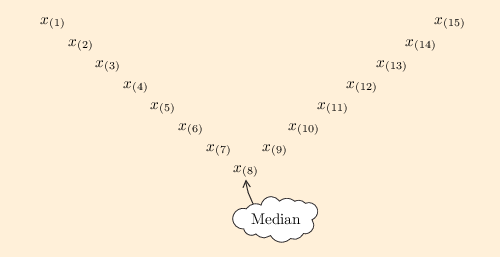 x(1) x(15)
x(2) x(14)
x(3) x(13)
x(4) x(12)
x(5) x(11)
x(6) x(10)
x(7) x(9)
x(8)
Median